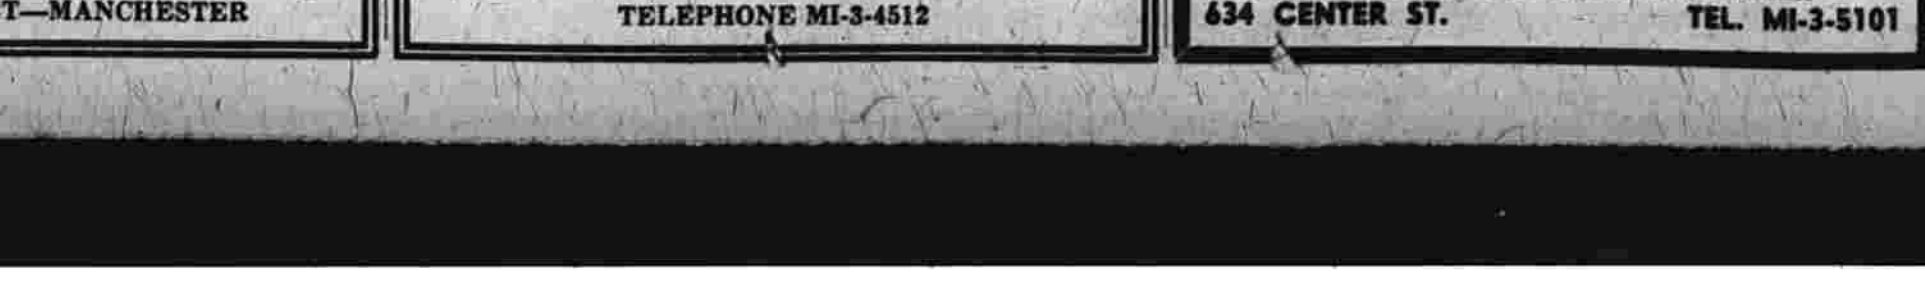 T—MANCHESTER
TELEPHONE MI-3-4512
634 CENTER ST. TEL. MI-3-5101